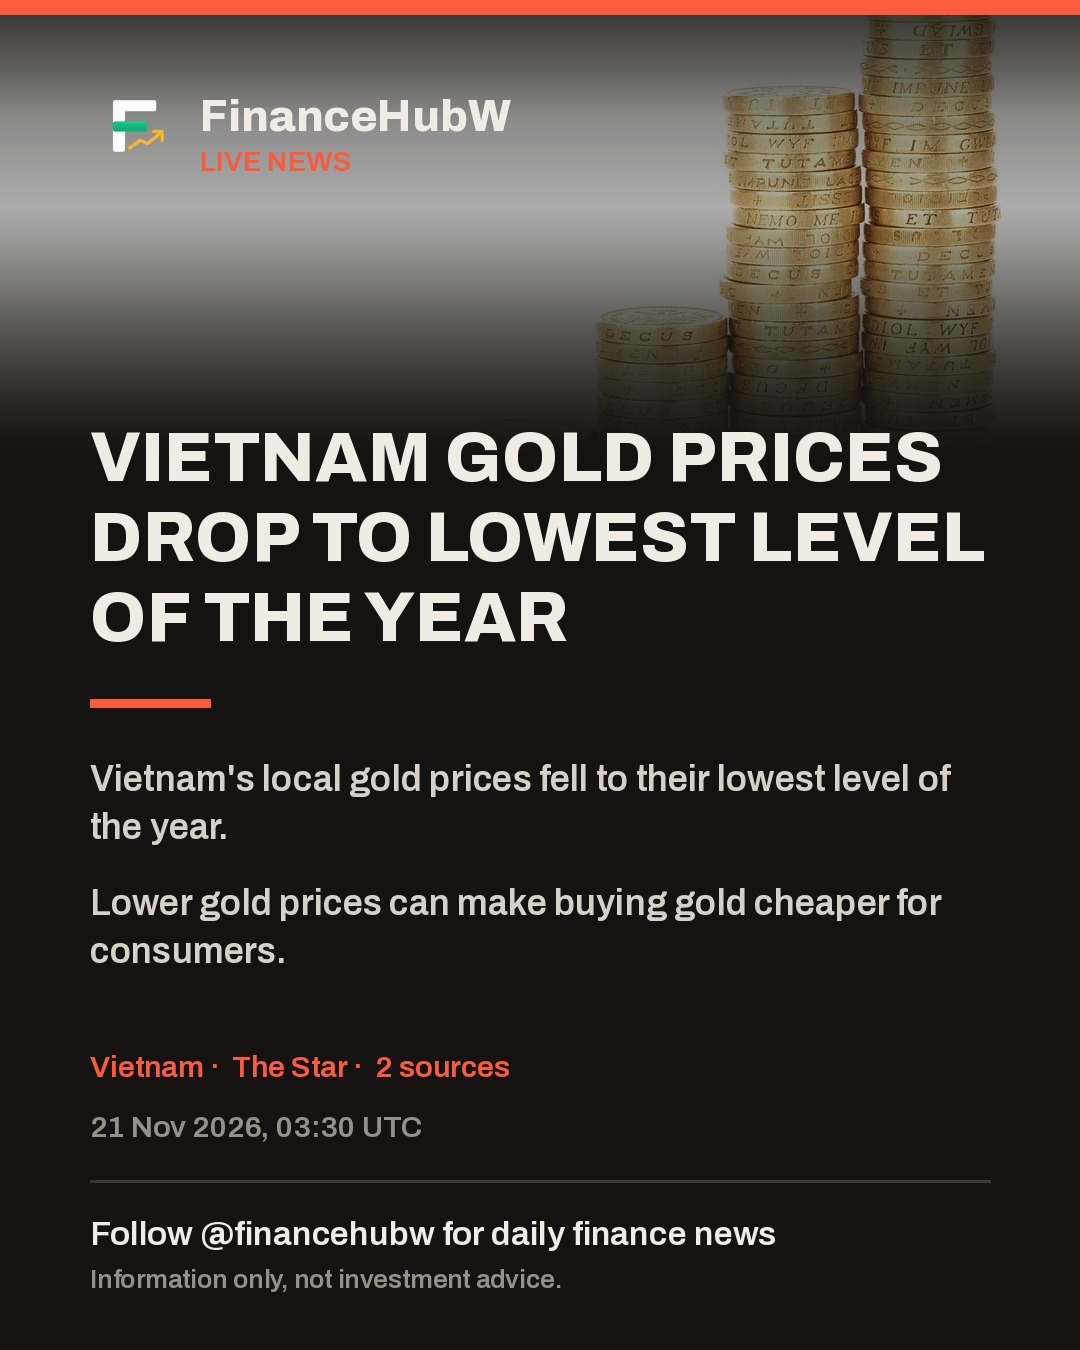 FinanceHubW
LIVE NEWS
VIETNAM GOLD PRICES
DROP TO LOWEST LEVEL
OF THE YEAR
Vietnam's local gold prices fell to their lowest level of
the year.
Lower gold prices can make buying gold cheaper for
consumers.
Vietnam · The Star · 2 sources
21 Nov 2026, 03:30 UTC
Follow @financehubw for daily finance news
Information only, not investment advice.